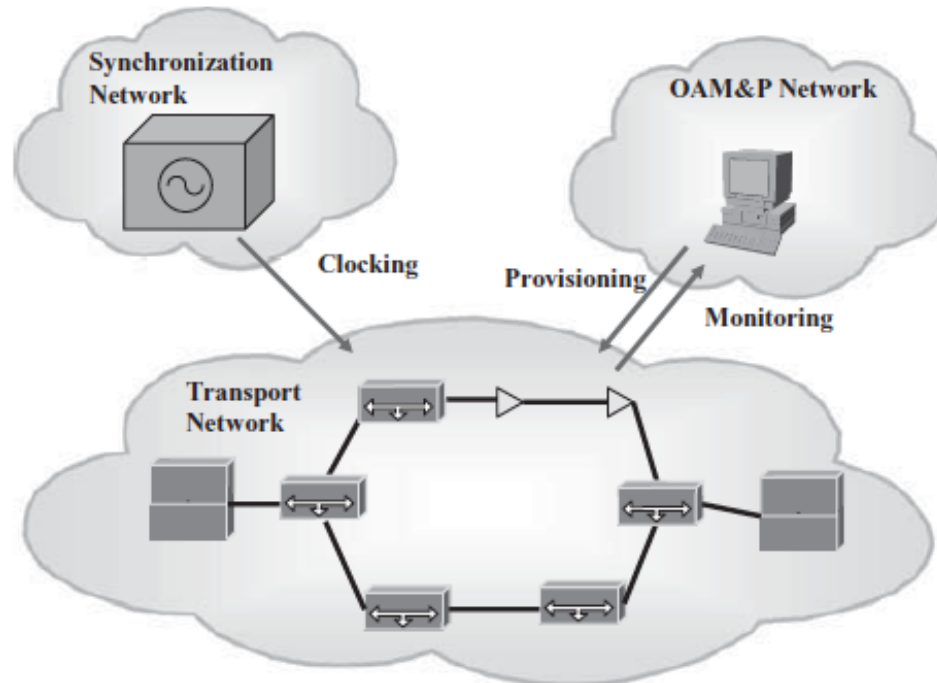 Synchronization
Network
OAM&P Network
Clocking
Provisioning
Monitoring
Transport
Network